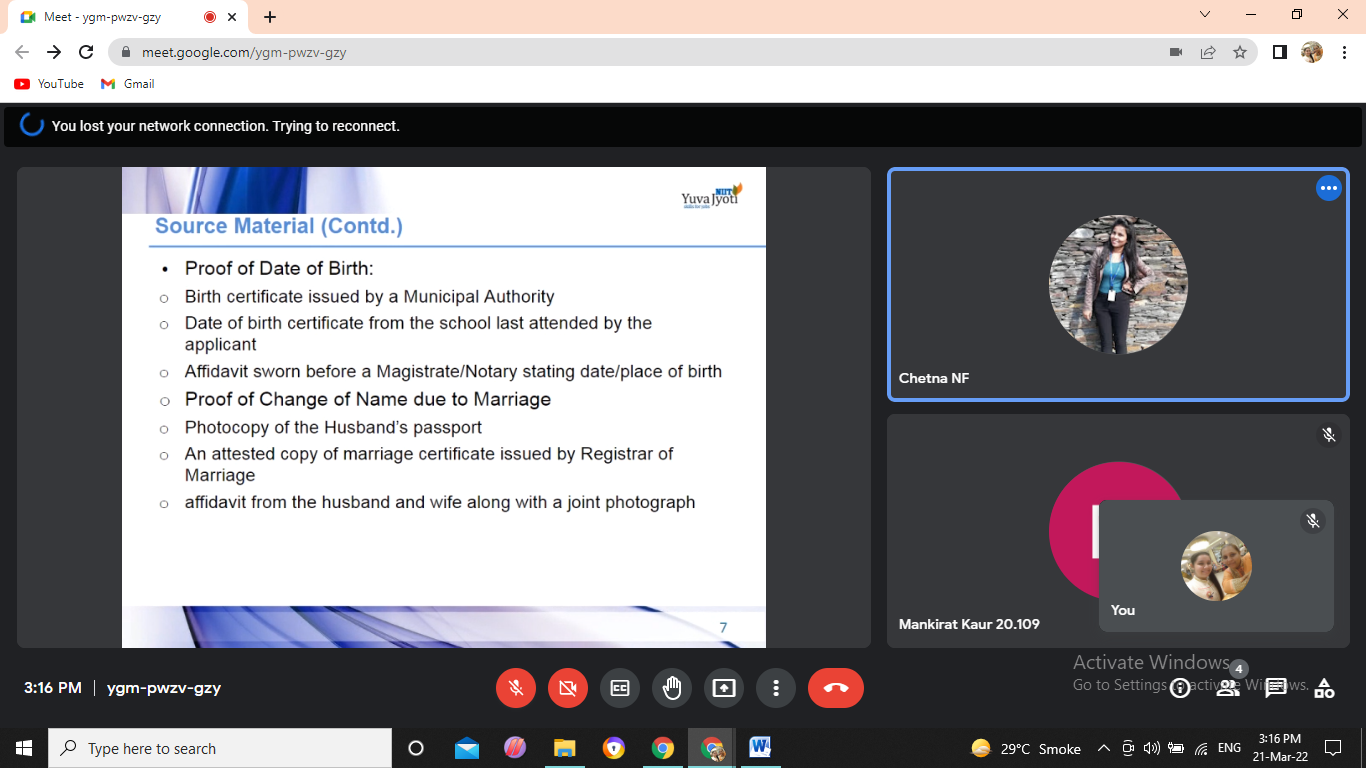 Meet - ygm-pwzv-gzy
meet.google.com/ygm-pwzv-gzy
YouTube
Gmail
You lost your network connection. Trying to reconnect.
NIIT
Yuva Jyoti
Source Material (Contd.)
• Proof of Date of Birth:
o Birth certificate issued by a Municipal Authority
o Date of birth certificate from the school last attended by the
applicant
o Affidavit sworn before a Magistrate/Notary stating date/place of birth
o Proof of Change of Name due to Marriage
o Photocopy of the Husband's passport
o An attested copy of marriage certificate issued by Registrar of
Marriage
o affidavit from the husband and wife along with a joint photograph
7
Chetna NF
You
Mankirat Kaur 20.109
Activate Windows
Go to Settings to activate Windows.
3:16 PM | ygm-pwzv-gzy
CC
4
Type here to search
W
29°C Smoke
ENG
3:16 PM
21-Mar-22